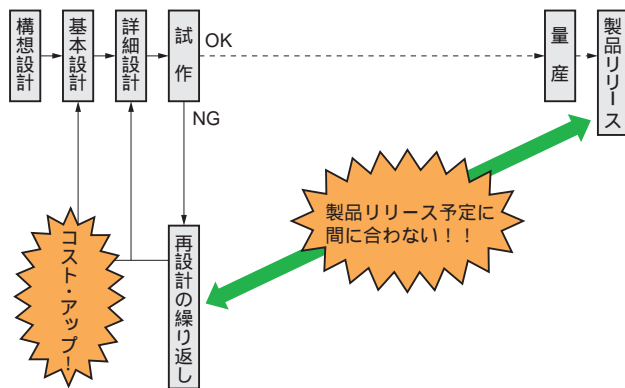 構想設計
基本設計
詳細設計
試作
OK
量産
製品リリース
NG
製品リリース予定に
間に合わない！！
コスト・アップ！
再設計の繰り返し